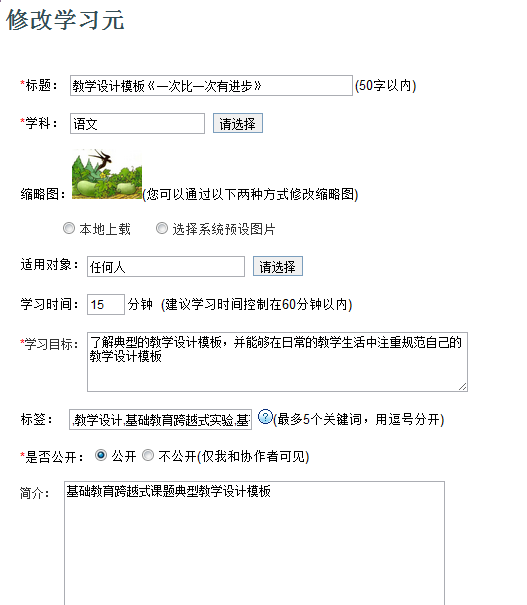 修改学习元
*标题： 教学设计模板《一次比一次有进步》 (50字以内)
*学科： 语文 请选择
缩略图： (您可以通过以下两种方式修改缩略图)
本地上载 选择系统预设图片
适用对象： 任何人 请选择
学习时间： 15 分钟 (建议学习时间控制在60分钟以内)
*学习目标： 了解典型的教学设计模板，并能够在日常的教学生活中注重规范自己的
教学设计模板
标签： ,教学设计,基础教育跨越式实验,基 ? (最多5个关键词，用逗号分开)
*是否公开： 公开 不公开(仅我和协作者可见)
简介： 基础教育跨越式课题典型教学设计模板